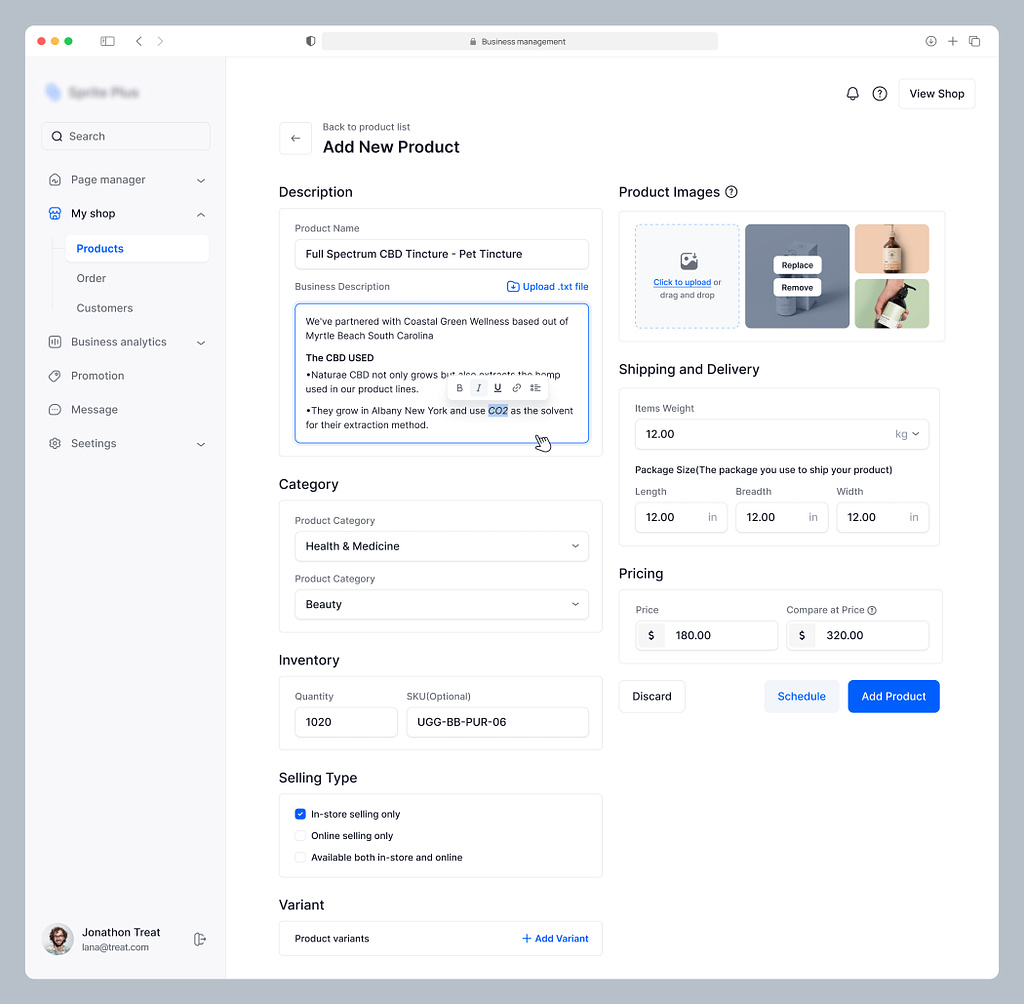 Business management
Sprite Plus
Search
Page manager
My shop
Products
Order
Customers
Business analytics
Promotion
Message
Seetings
Jonathon Treat
lana@treat.com
View Shop
Back to product list
Add New Product
Description
Product Name
Full Spectrum CBD Tincture - Pet Tincture
Business Description
Upload .txt file
We've partnered with Coastal Green Wellness based out of
Myrtle Beach South Carolina
The CBD USED
•Naturae CBD not only grows but also extracts the hemp
used in our product lines.
B I U
•They grow in Albany New York and use CO2 as the solvent
for their extraction method.
Category
Product Category
Health & Medicine
Product Category
Beauty
Inventory
Quantity
SKU(Optional)
1020
UGG-BB-PUR-06
Selling Type
In-store selling only
Online selling only
Available both in-store and online
Variant
Product variants
+ Add Variant
Product Images
Click to upload or
drag and drop
Replace
Remove
Shipping and Delivery
Items Weight
12.00
kg
Package Size(The package you use to ship your product)
Length
Breadth
Width
12.00 in
12.00 in
12.00 in
Pricing
Price
Compare at Price
$ 180.00
$ 320.00
Discard
Schedule
Add Product